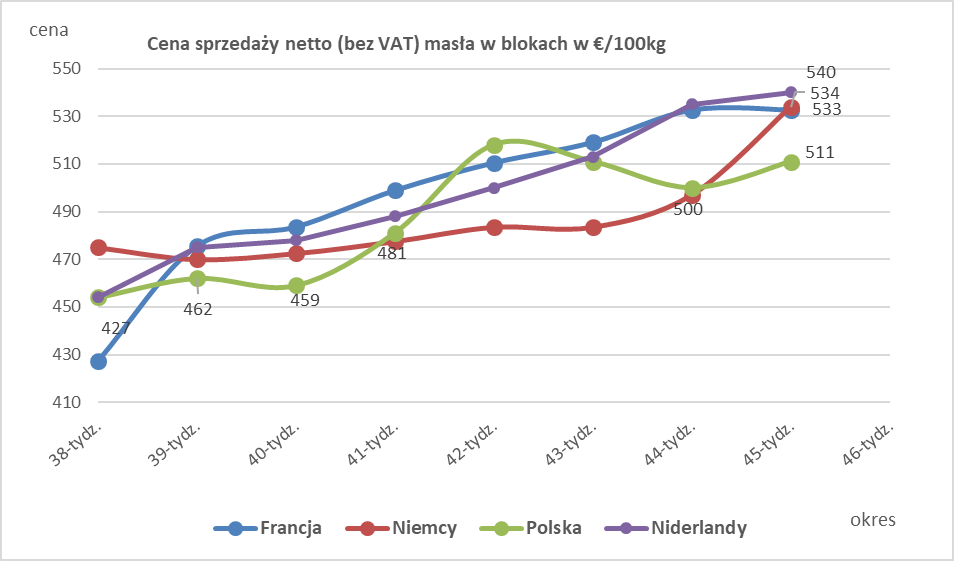 cena
Cena sprzedaży netto (bez VAT) masła w blokach w €/100kg
550
530
510
490
470
450
430
410
540
534
533
511
500
481
462
459
427
38-tydz.
39-tydz.
40-tydz.
41-tydz.
42-tydz.
43-tydz.
44-tydz.
45-tydz.
46-tydz.
okres
Francja
Niemcy
Polska
Niderlandy